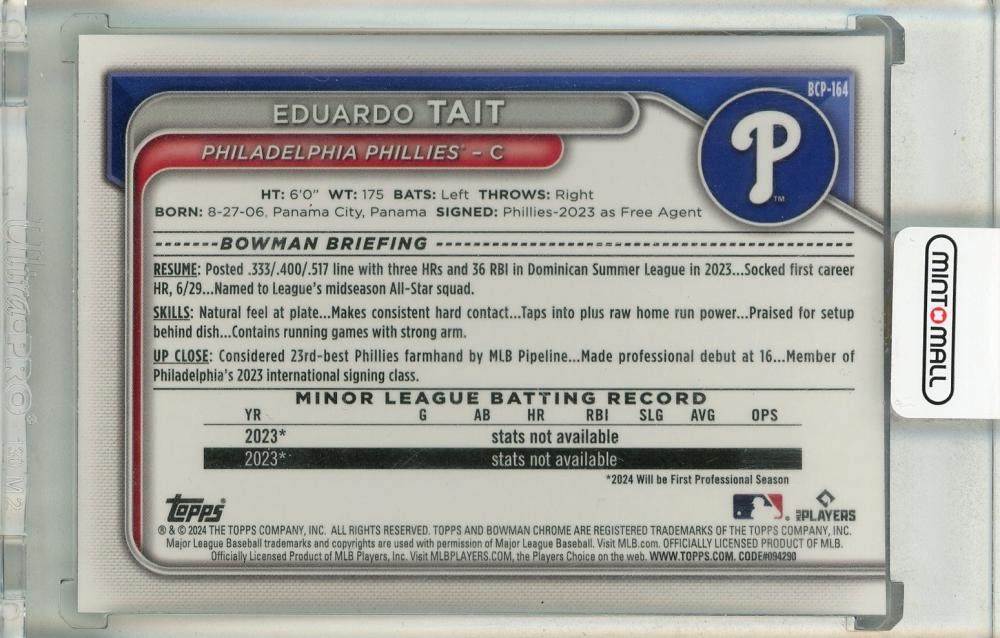 BCP-164
EDUARDO TAIT
PHILADELPHIA PHILLIES® - C
P
TM
HT: 6'0" WT: 175 BATS: Left THROWS: Right
BORN: 8-27-06, Panama City, Panama SIGNED: Phillies-2023 as Free Agent
BOWMAN BRIEFING
RESUME: Posted .333/.400/.517 line with three HRs and 36 RBI in Dominican Summer League in 2023...Socked first career
HR, 6/29...Named to League's midseason All-Star squad.
SKILLS: Natural feel at plate...Makes consistent hard contact...Taps into plus raw home run power...Praised for setup
behind dish...Contains running games with strong arm.
UP CLOSE: Considered 23rd-best Phillies farmhand by MLB Pipeline...Made professional debut at 16...Member of
Philadelphia's 2023 international signing class.
MINOR LEAGUE BATTING RECORD
YR G AB HR RBI SLG AVG OPS
2023* stats not available
2023* stats not available
*2024 Will be First Professional Season
Topps®
MLB PLAYERS
® & © 2024 THE TOPPS COMPANY, INC. ALL RIGHTS RESERVED. TOPPS AND BOWMAN CHROME ARE REGISTERED TRADEMARKS OF THE TOPPS COMPANY, INC.
Major League Baseball trademarks and copyrights are used with permission of Major League Baseball. Visit MLB.com. OFFICIALLY LICENSED PRODUCT OF MLB.
Officially Licensed Product of MLB Players, Inc. Visit MLBPLAYERS.COM, the Players Choice on the web. WWW.TOPPS.COM. CODE#094290
MINT MALL
Ultra·PRO®